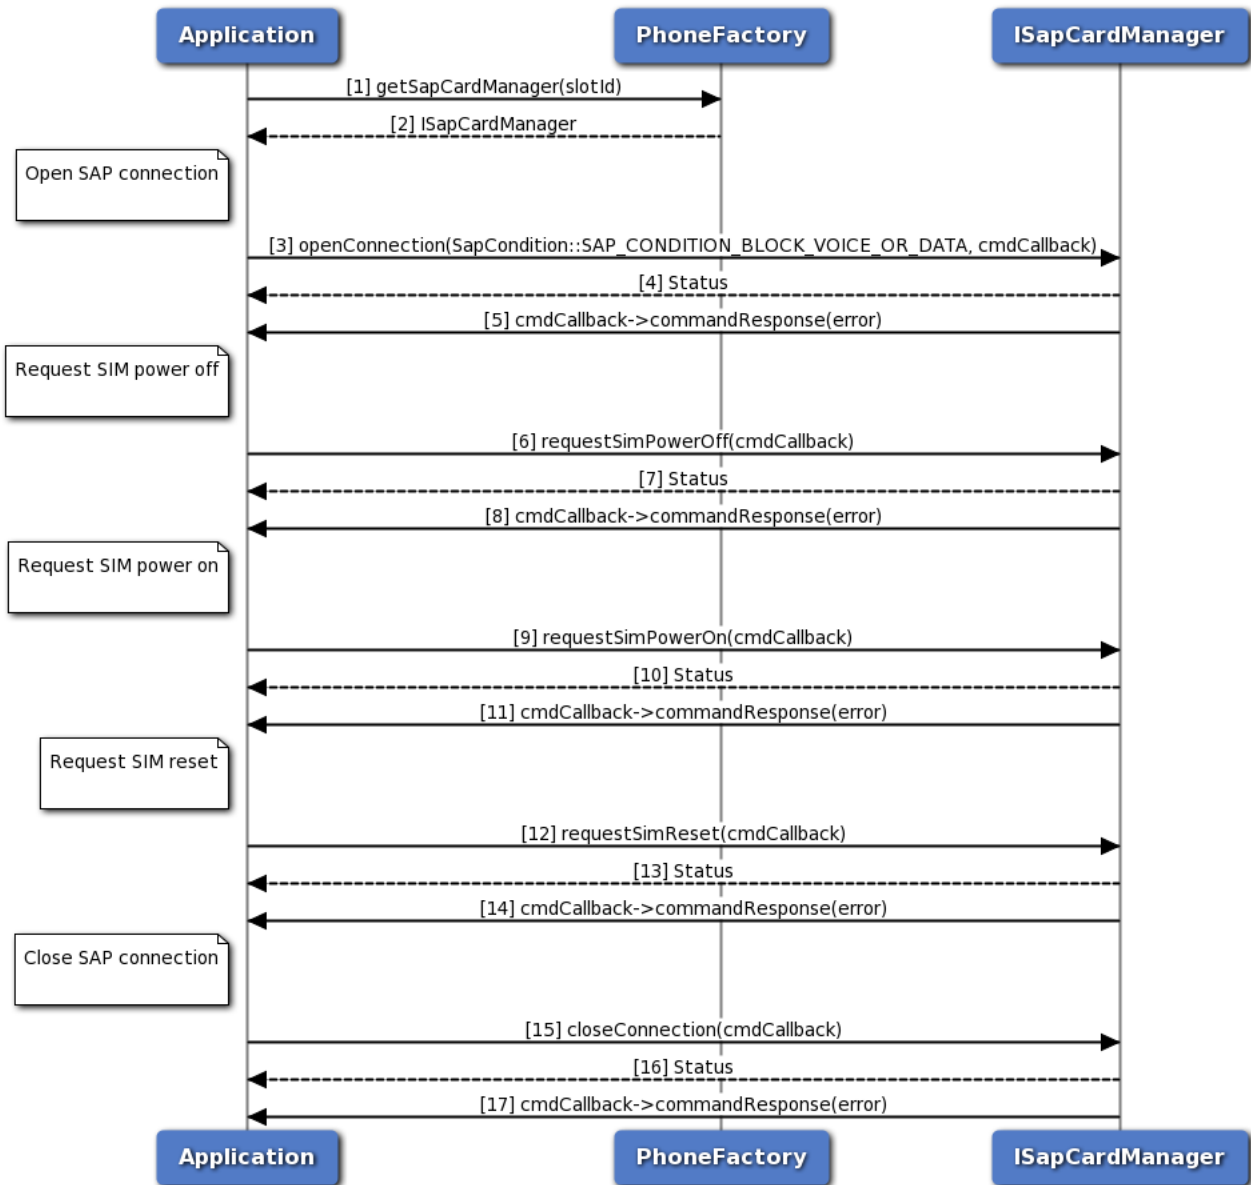 Application PhoneFactory ISapCardManager
[1] getSapCardManager(slotId)
[2] ISapCardManager
Open SAP connection
[3] openConnection(SapCondition::SAP_CONDITION_BLOCK_VOICE_OR_DATA, cmdCallback)
[4] Status
[5] cmdCallback->commandResponse(error)
Request SIM power off
[6] requestSimPowerOff(cmdCallback)
[7] Status
[8] cmdCallback->commandResponse(error)
Request SIM power on
[9] requestSimPowerOn(cmdCallback)
[10] Status
[11] cmdCallback->commandResponse(error)
Request SIM reset
[12] requestSimReset(cmdCallback)
[13] Status
[14] cmdCallback->commandResponse(error)
Close SAP connection
[15] closeConnection(cmdCallback)
[16] Status
[17] cmdCallback->commandResponse(error)
Application PhoneFactory ISapCardManager